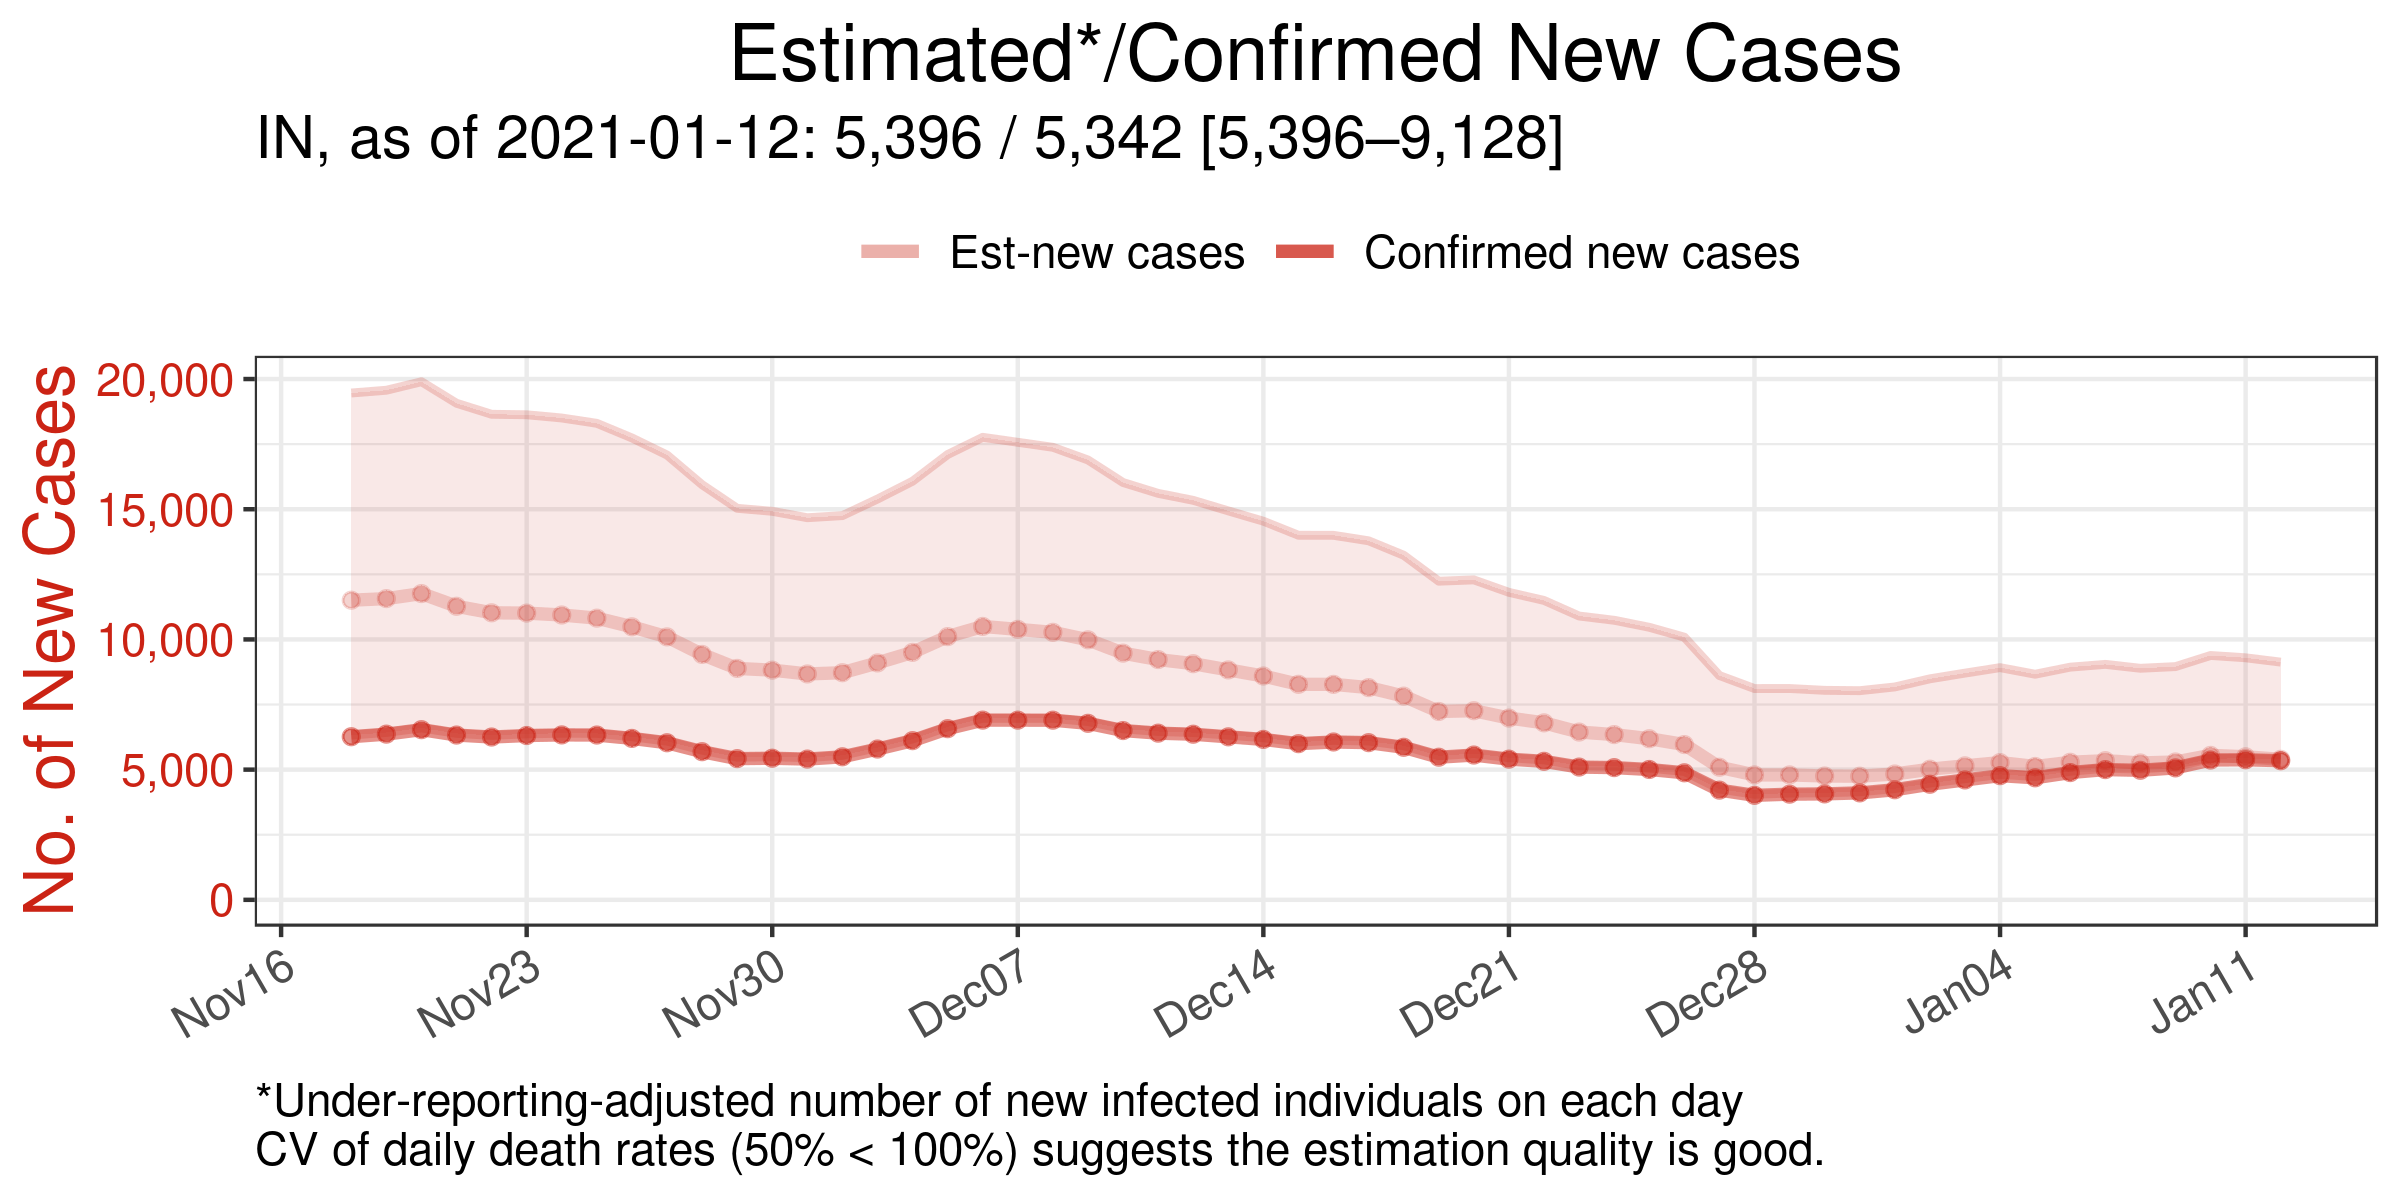 Estimated*/Confirmed New Cases
IN, as of 2021-01-12: 5,396 / 5,342 [5,396–9,128]
Est-new cases Confirmed new cases
No. of New Cases
20,000
15,000
10,000
5,000
0
Nov16 Nov23 Nov30 Dec07 Dec14 Dec21 Dec28 Jan04 Jan11
*Under-reporting-adjusted number of new infected individuals on each day
CV of daily death rates (50% < 100%) suggests the estimation quality is good.